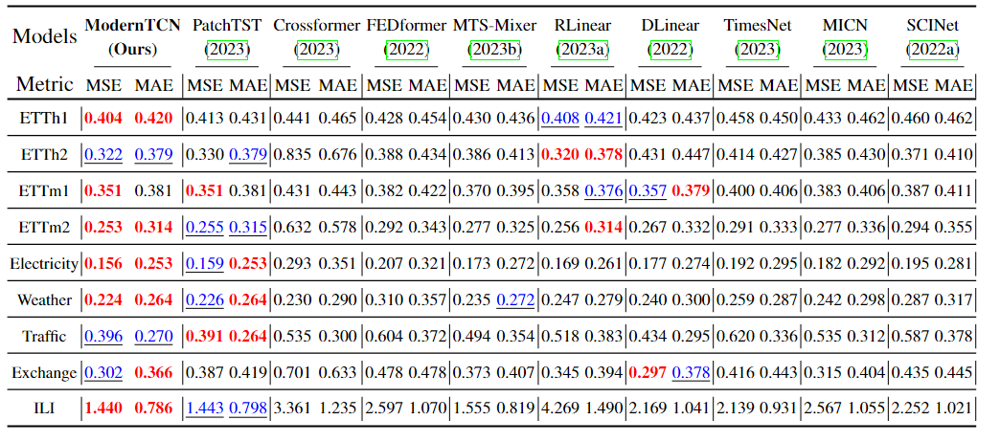 Models ModernTCN (Ours) PatchTST (2023) Crossformer (2023) FEDformer (2022) MTS-Mixer (2023b) RLinear (2023a) DLinear (2022) TimesNet (2023) MICN (2023) SCINet (2022a)
Metric MSE MAE MSE MAE MSE MAE MSE MAE MSE MAE MSE MAE MSE MAE MSE MAE MSE MAE MSE MAE
ETTh1 0.404 0.420 0.413 0.431 0.441 0.465 0.428 0.454 0.430 0.436 0.408 0.421 0.423 0.437 0.458 0.450 0.433 0.462 0.460 0.462
ETTh2 0.322 0.379 0.330 0.379 0.835 0.676 0.388 0.434 0.386 0.413 0.320 0.378 0.431 0.447 0.414 0.427 0.385 0.430 0.371 0.410
ETTm1 0.351 0.381 0.351 0.381 0.431 0.443 0.382 0.422 0.370 0.395 0.358 0.376 0.357 0.379 0.400 0.406 0.383 0.406 0.387 0.411
ETTm2 0.253 0.314 0.255 0.315 0.632 0.578 0.292 0.343 0.277 0.325 0.256 0.314 0.267 0.332 0.291 0.333 0.277 0.336 0.294 0.355
Electricity 0.156 0.253 0.159 0.253 0.293 0.351 0.207 0.321 0.173 0.272 0.169 0.261 0.177 0.274 0.192 0.295 0.182 0.292 0.195 0.281
Weather 0.224 0.264 0.226 0.264 0.230 0.290 0.310 0.357 0.235 0.272 0.247 0.279 0.240 0.300 0.259 0.287 0.242 0.298 0.287 0.317
Traffic 0.396 0.270 0.391 0.264 0.535 0.300 0.604 0.372 0.494 0.354 0.518 0.383 0.434 0.295 0.620 0.336 0.535 0.312 0.587 0.378
Exchange 0.302 0.366 0.387 0.419 0.701 0.633 0.478 0.478 0.373 0.407 0.345 0.394 0.297 0.378 0.416 0.443 0.315 0.404 0.435 0.445
ILI 1.440 0.786 1.443 0.798 3.361 1.235 2.597 1.070 1.555 0.819 4.269 1.490 2.169 1.041 2.139 0.931 2.567 1.055 2.252 1.021